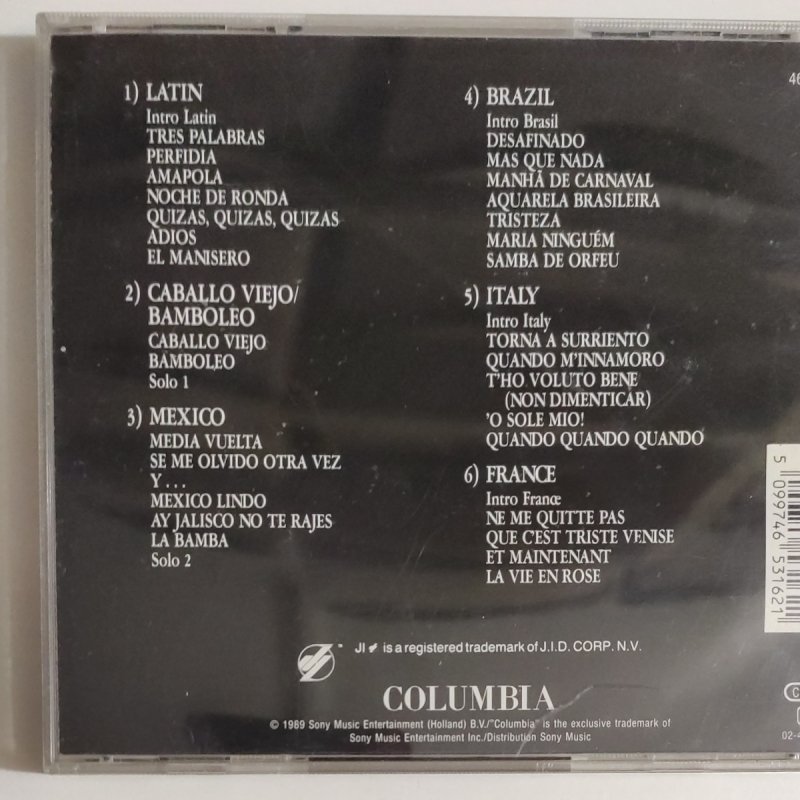 1) LATIN
Intro Latin
TRES PALABRAS
PERFIDIA
AMAPOLA
NOCHE DE RONDA
QUIZAS, QUIZAS, QUIZAS
ADIOS
EL MANISERO
2) CABALLO VIEJO/
BAMBOLEO
CABALLO VIEJO
BAMBOLEO
Solo 1
3) MEXICO
MEDIA VUELTA
SE ME OLVIDO OTRA VEZ
Y...
MEXICO LINDO
AY JALISCO NO TE RAJES
LA BAMBA
Solo 2
46
4) BRAZIL
Intro Brasil
DESAFINADO
MAS QUE NADA
MANHÃ DE CARNAVAL
AQUARELA BRASILEIRA
TRISTEZA
MARIA NINGUÉM
SAMBA DE ORFEU
5) ITALY
Intro Italy
TORNA A SURRIENTO
QUANDO M'INNAMORO
T'HO VOLUTO BENE
(NON DIMENTICAR)
'O SOLE MIO!
QUANDO QUANDO QUANDO
6) FRANCE
Intro France
NE ME QUITTE PAS
QUE C'EST TRISTE VENISE
ET MAINTENANT
LA VIE EN ROSE
5 099746 531621
JI is a registered trademark of J.I.D. CORP. N.V.
COLUMBIA
© 1989 Sony Music Entertainment (Holland) B.V./"Columbia" is the exclusive trademark of
Sony Music Entertainment Inc./Distribution Sony Music
02-4